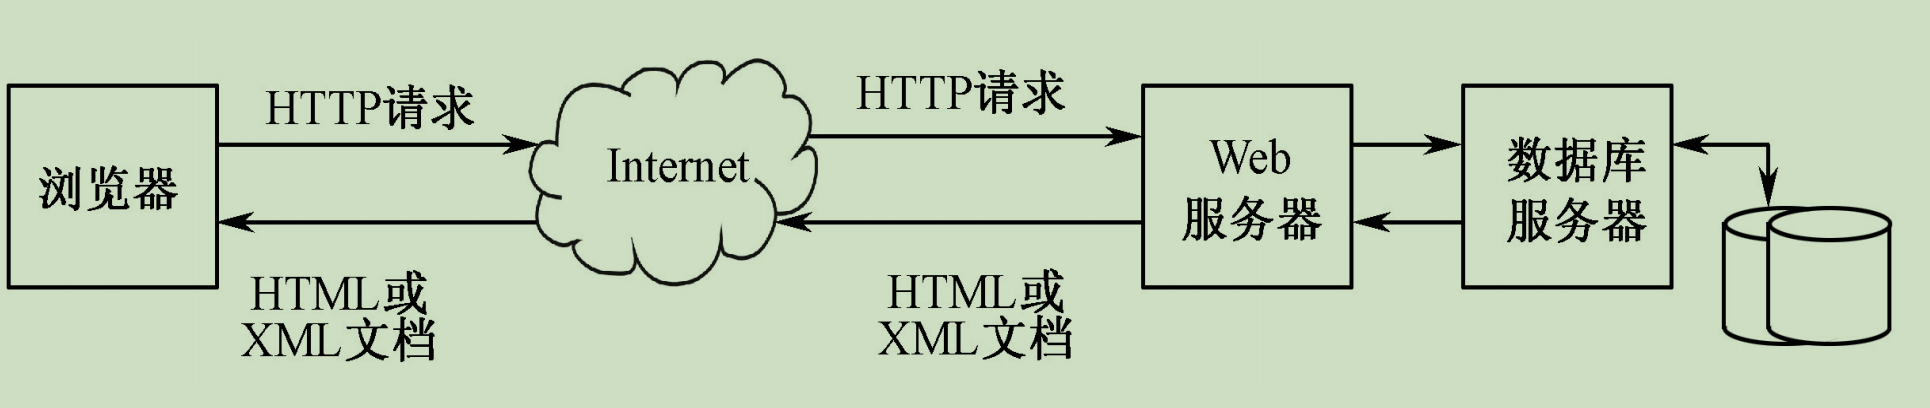 浏览器
HTTP请求
HTML或
XML文档
Internet
HTTP请求
HTML或
XML文档
Web
服务器
数据库
服务器